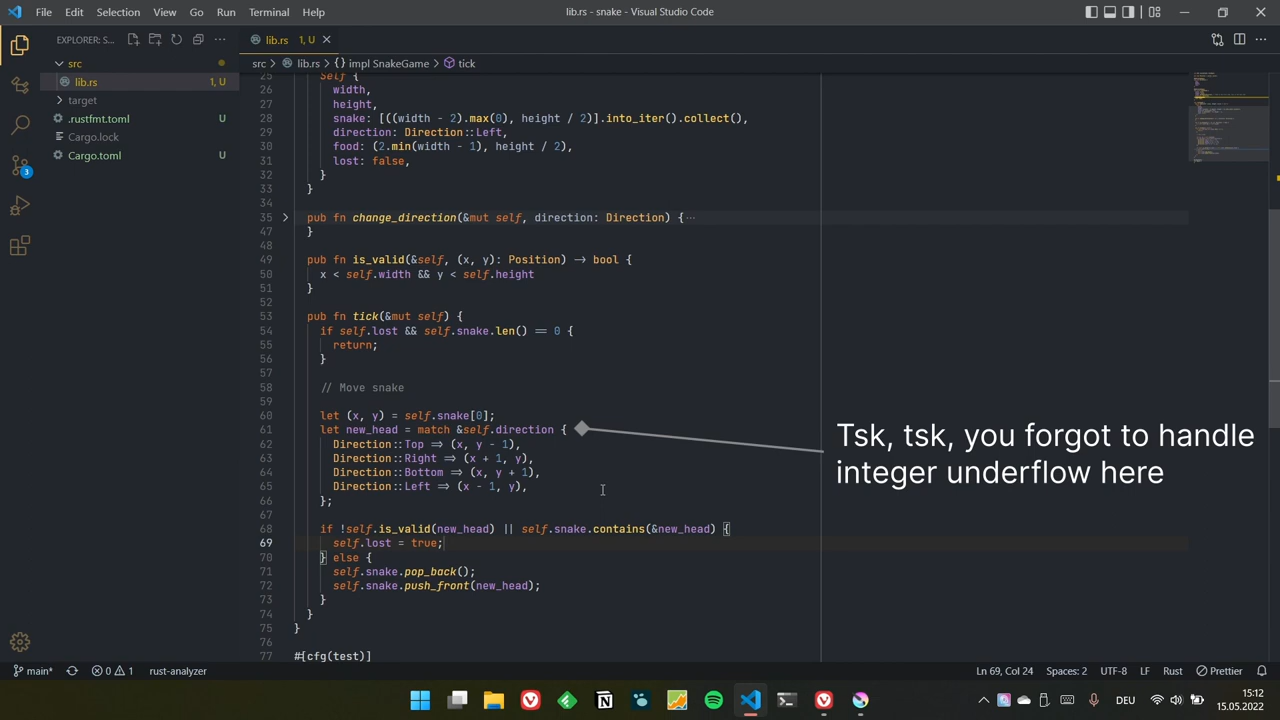 File Edit Selection View Go Run Terminal Help
lib.rs - snake - Visual Studio Code
EXPLORER: S...
src
lib.rs 1, U
target
.rustfmt.toml U
Cargo.lock
Cargo.toml U
3
lib.rs 1, U
src > lib.rs > impl SnakeGame > tick
25 Self {
26 width,
27 height,
28 snake: [((width - 2).max(0), height / 2)].into_iter().collect(),
29 direction: Direction::Left,
30 food: (2.min(width - 1), height / 2),
31 lost: false,
32 }
33 }
34
35 pub fn change_direction(&mut self, direction: Direction) {···
47 }
48
49 pub fn is_valid(&self, (x, y): Position) → bool {
50 x < self.width && y < self.height
51 }
52
53 pub fn tick(&mut self) {
54 if self.lost && self.snake.len() == 0 {
55 return;
56 }
57
58 // Move snake
59
60 let (x, y) = self.snake[0];
61 let new_head = match &self.direction {
62 Direction::Top ⇒ (x, y - 1),
63 Direction::Right ⇒ (x + 1, y),
64 Direction::Bottom ⇒ (x, y + 1),
65 Direction::Left ⇒ (x - 1, y),
66 };
67
68 if !self.is_valid(new_head) || self.snake.contains(&new_head) {
69 self.lost = true;
70 } else {
71 self.snake.pop_back();
72 self.snake.push_front(new_head);
73 }
74 }
75 }
76
77 #[cfg(test)]
Tsk, tsk, you forgot to handle
integer underflow here
main* 0 1 rust-analyzer
Ln 69, Col 24 Spaces: 2 UTF-8 LF Rust Prettier
DEU
15:12
15.05.2022